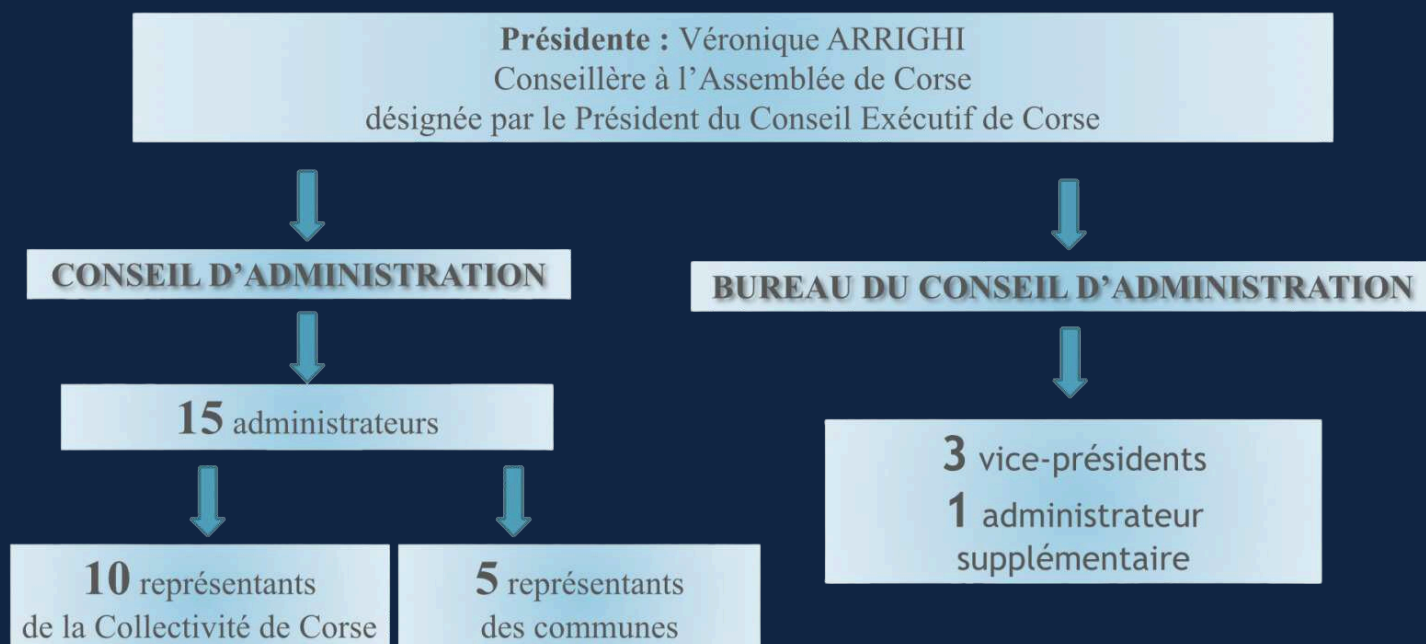 Présidente : Véronique ARRIGHI
Conseillère à l’Assemblée de Corse
désignée par le Président du Conseil Exécutif de Corse
CONSEIL D’ADMINISTRATION
15 administrateurs
10 représentants
de la Collectivité de Corse
5 représentants
des communes
BUREAU DU CONSEIL D’ADMINISTRATION
3 vice-présidents
1 administrateur
supplémentaire